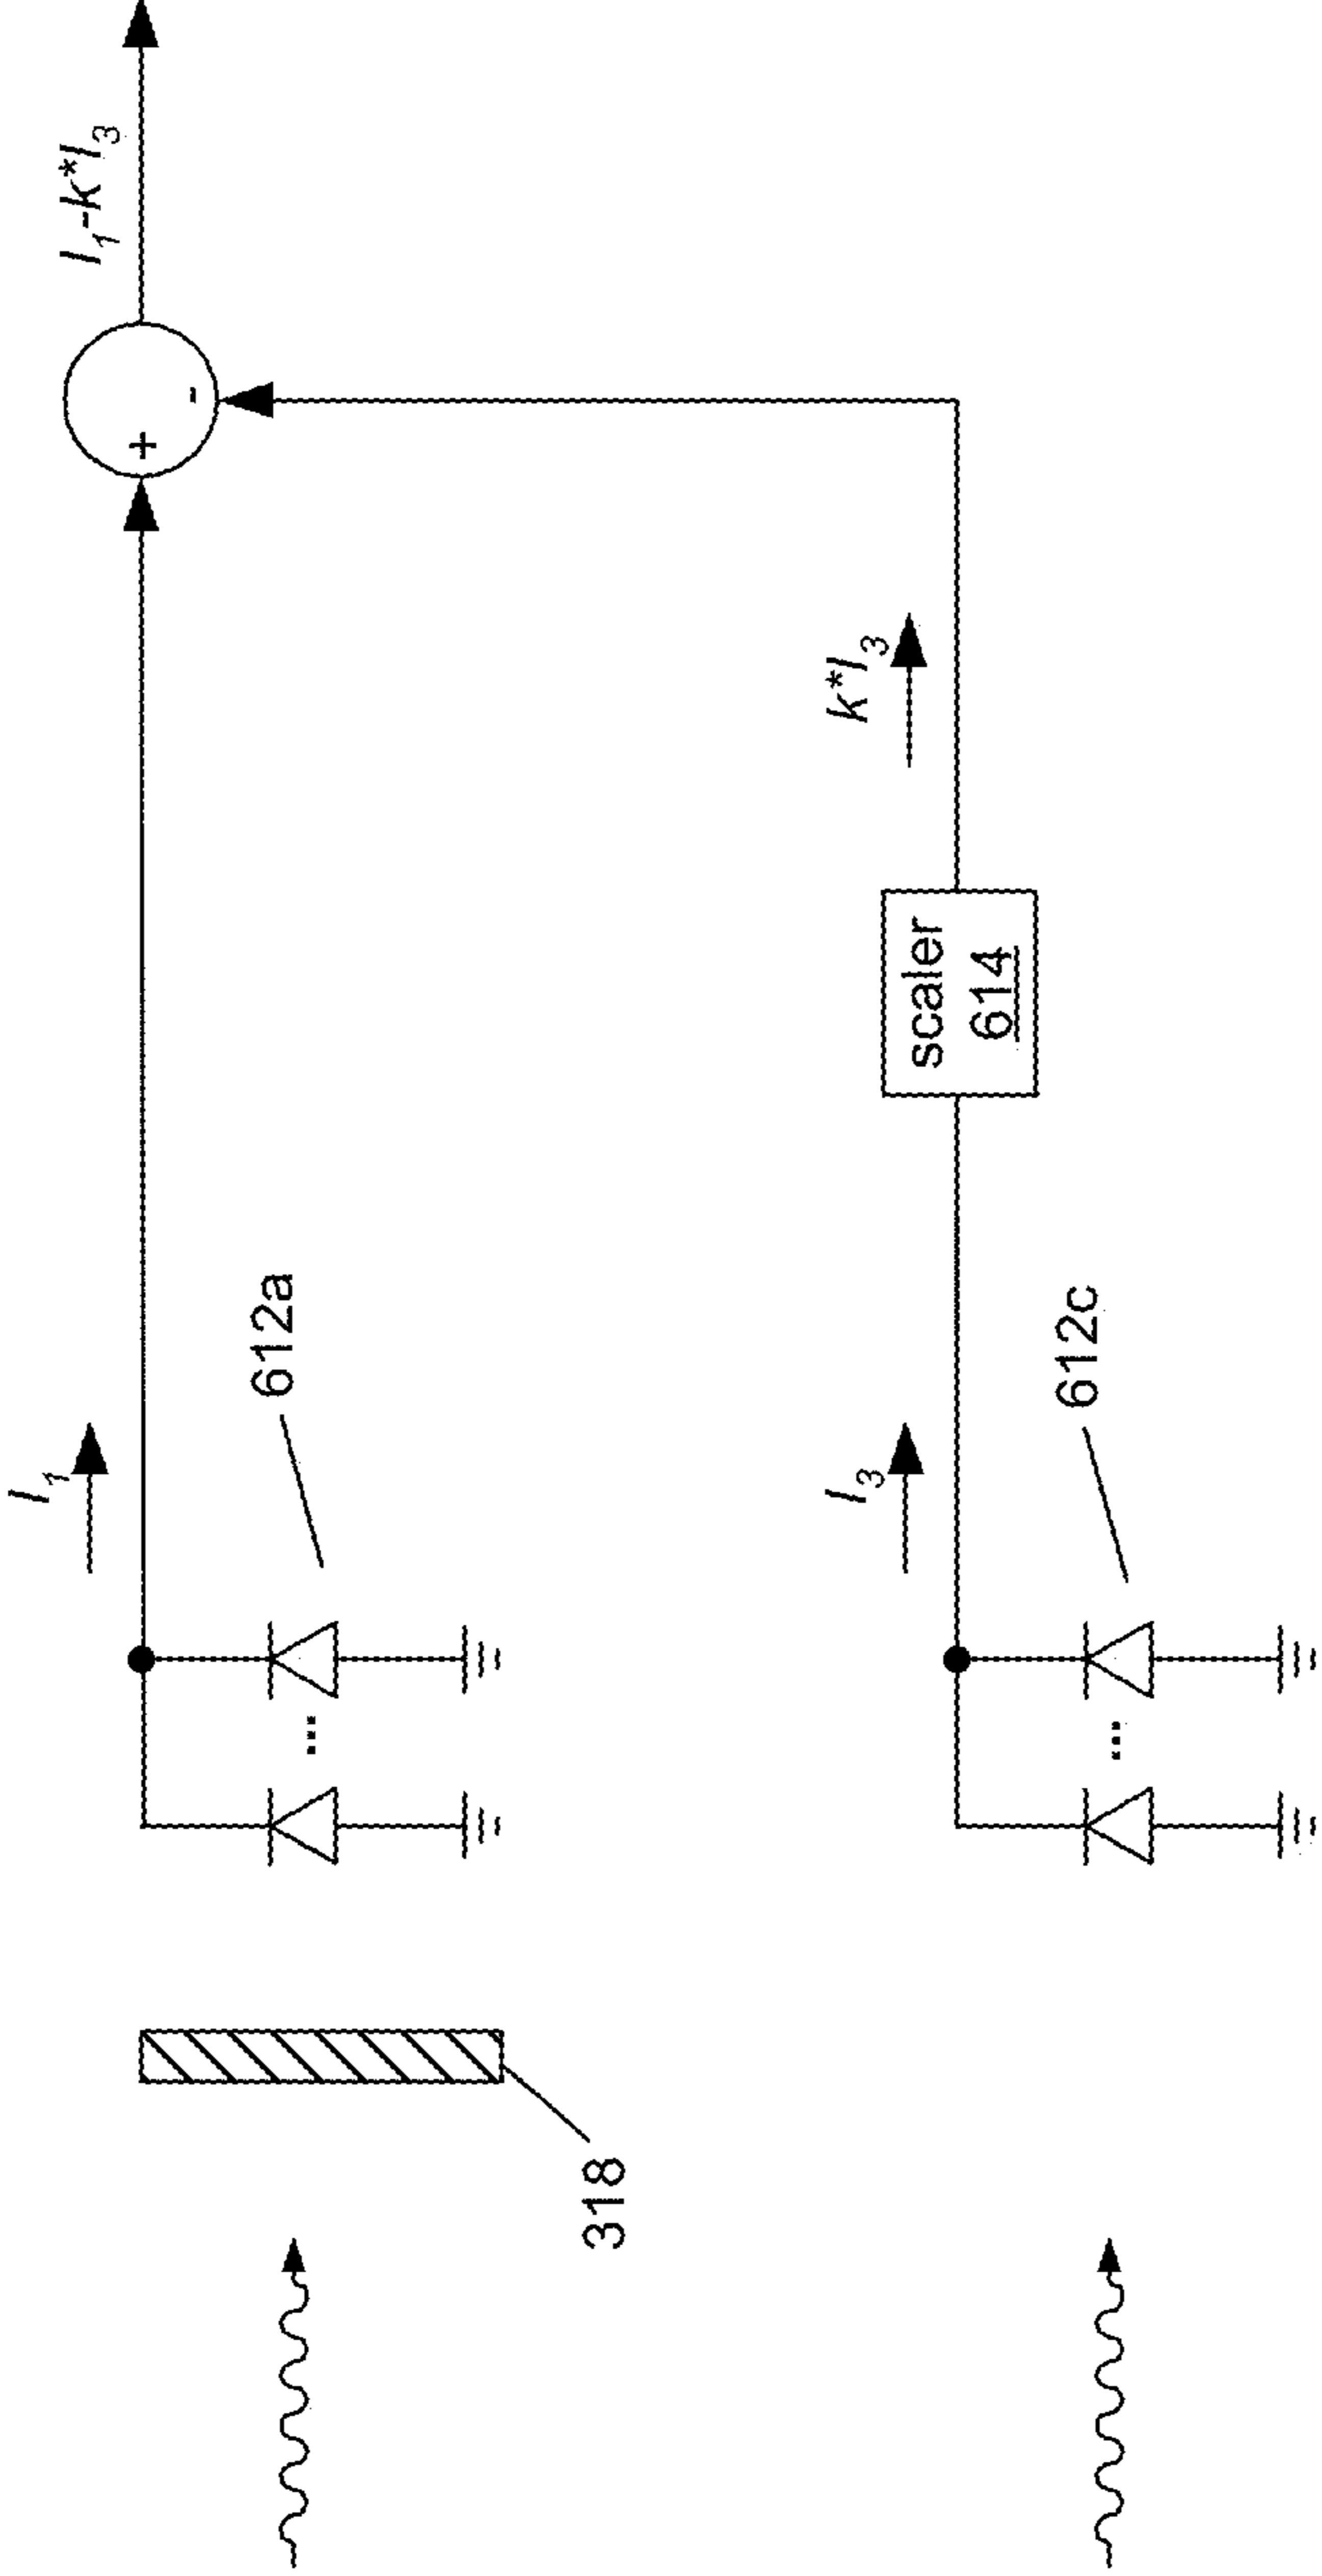 I1
I1-k*I3
+
-
612a
318
I3
k*I3
scaler
614
612c
...
...